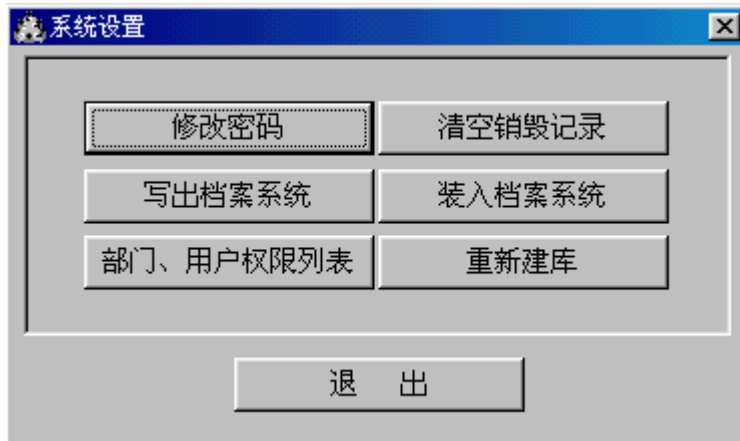 系统设置
修改密码 清空销毁记录
写出档案系统 装入档案系统
部门、用户权限列表 重新建库
退 出